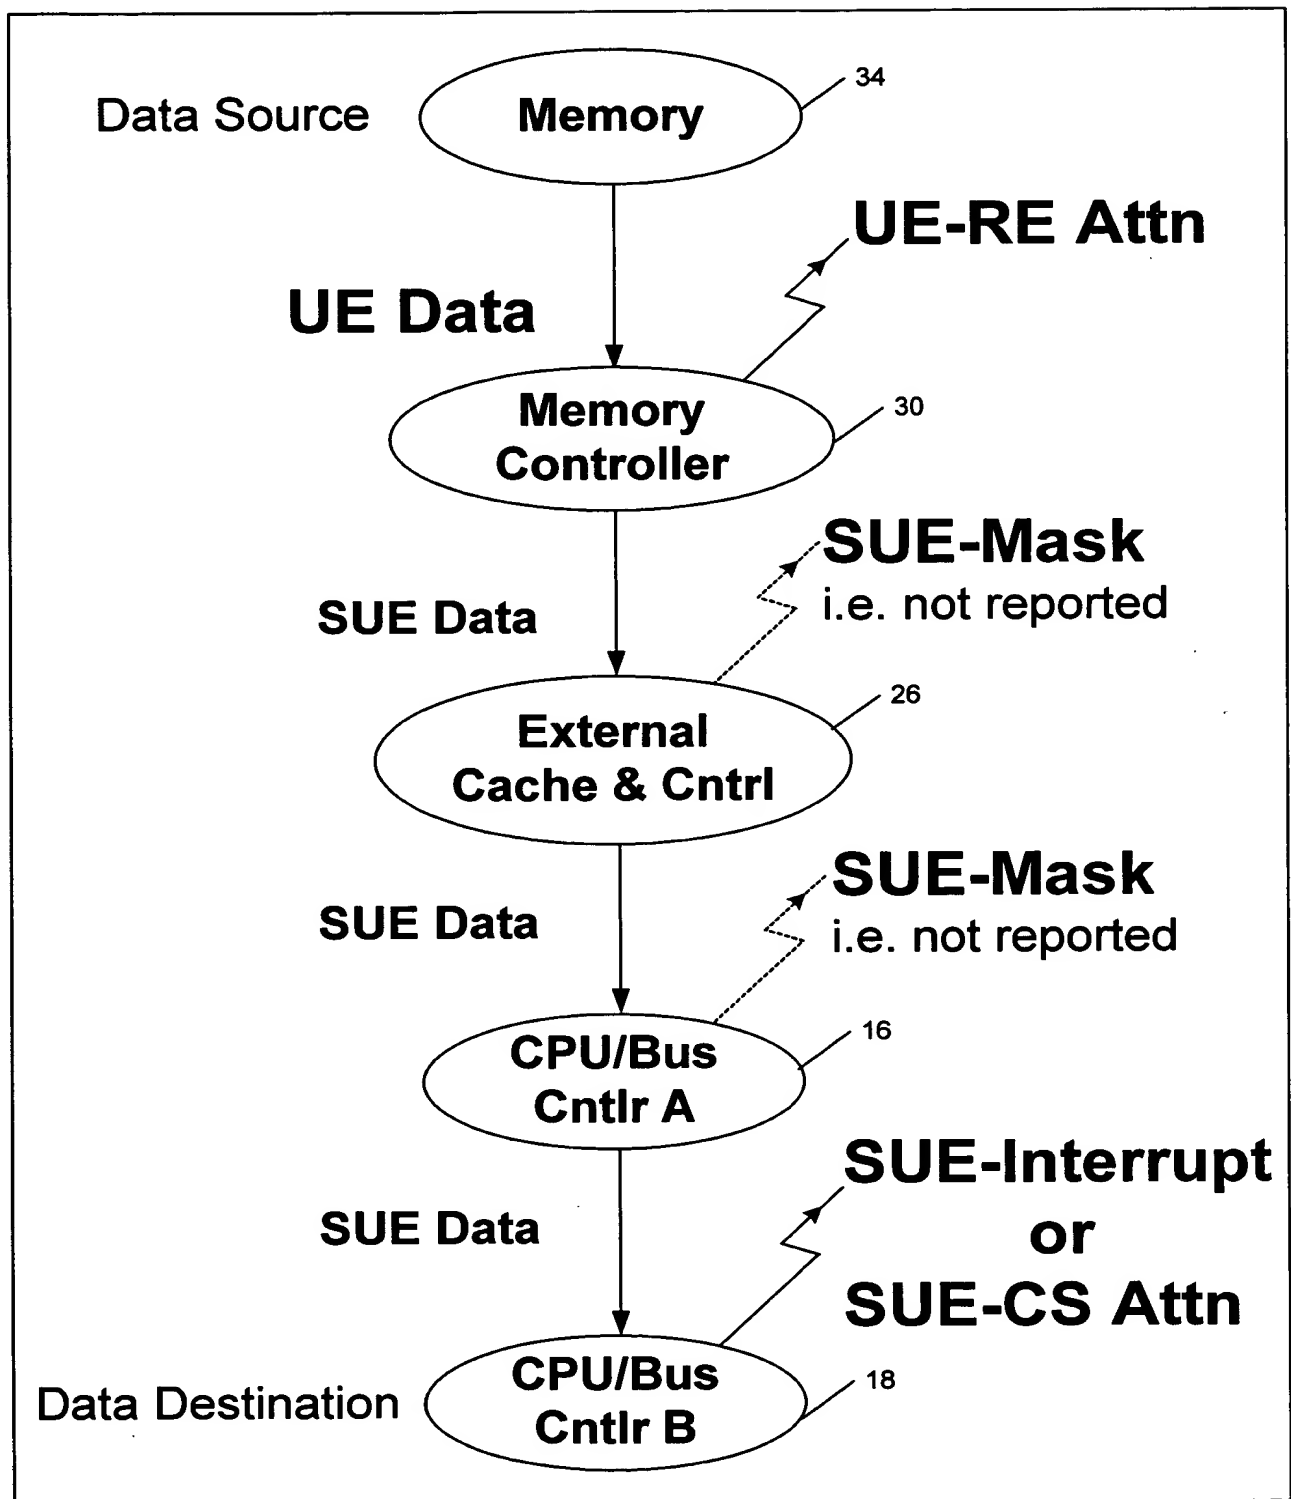 34
Data Source
Memory
UE-RE Attn
UE Data
Memory
Controller
30
SUE-Mask
i.e. not reported
SUE Data
26
External
Cache & Cntrl
SUE-Mask
i.e. not reported
SUE Data
16
CPU/Bus
Cntlr A
SUE-Interrupt
or
SUE-CS Attn
SUE Data
18
CPU/Bus
Cntlr B
Data Destination